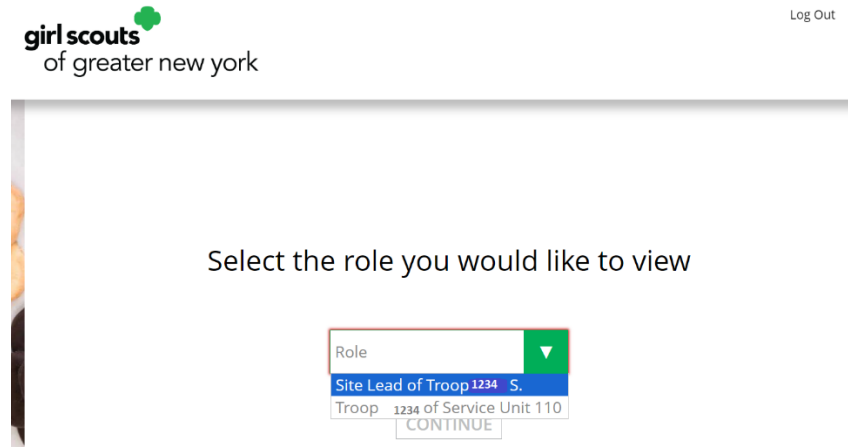 Log Out
girl scouts
of greater new york
Select the role you would like to view
Role
Site Lead of Troop 1234 S.
Troop 1234 of Service Unit 110
CONTINUE